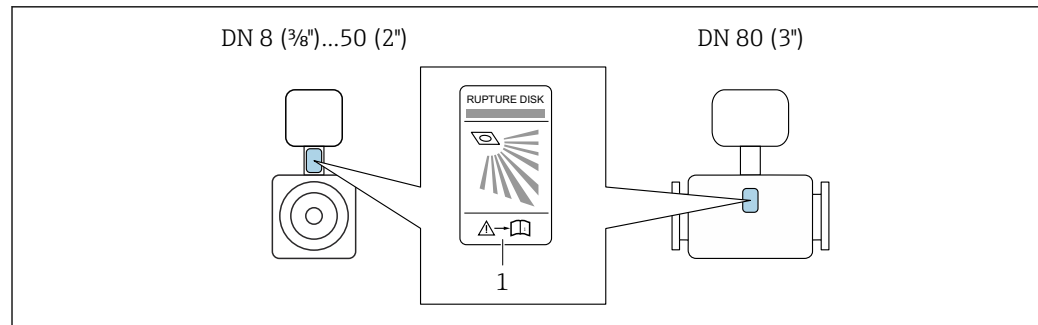 DN 8 (⅜")...50 (2")
DN 80 (3")
RUPTURE DISK
1